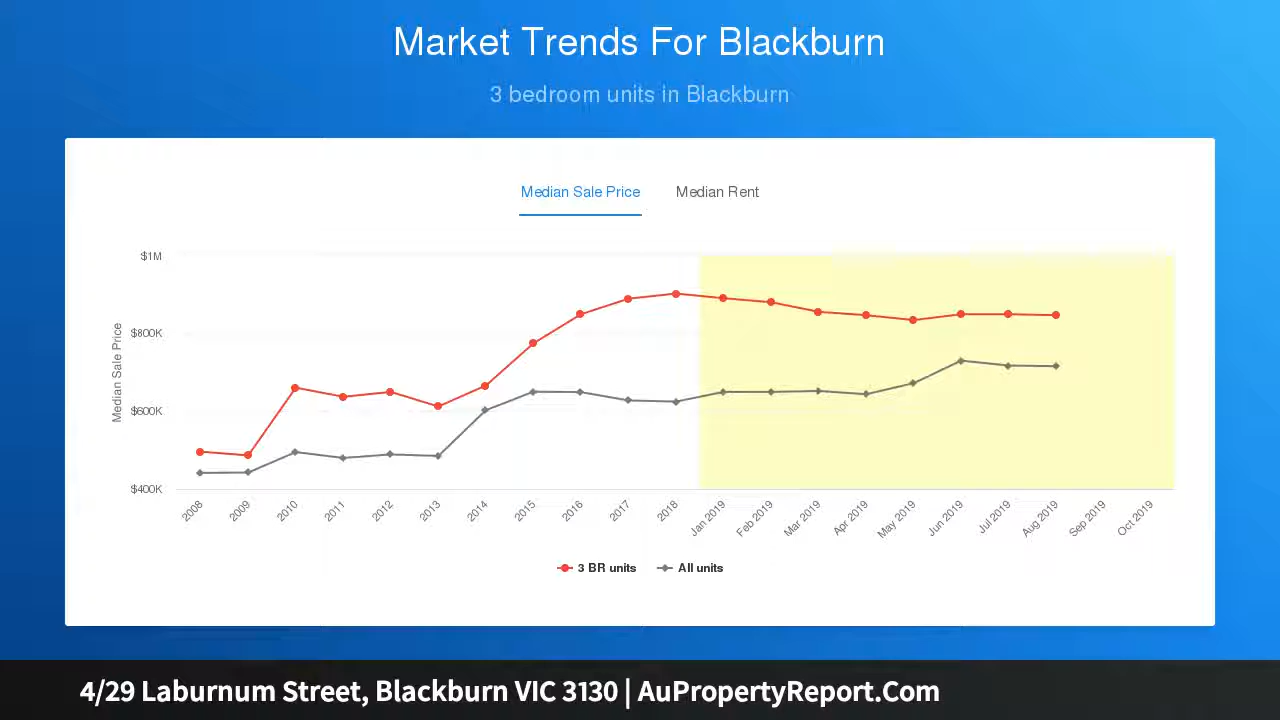 Market Trends For Blackburn
3 bedroom units in Blackburn
Median Sale Price Median Rent
Median Sale Price
$1M
$800K
$600K
$400K
2008 2009 2010 2011 2012 2013 2014 2015 2016 2017 2018 Jan 2019 Feb 2019 Mar 2019 Apr 2019 May 2019 Jun 2019 Jul 2019 Aug 2019 Sep 2019 Oct 2019
3 BR units All units
4/29 Laburnum Street, Blackburn VIC 3130 | AuPropertyReport.Com